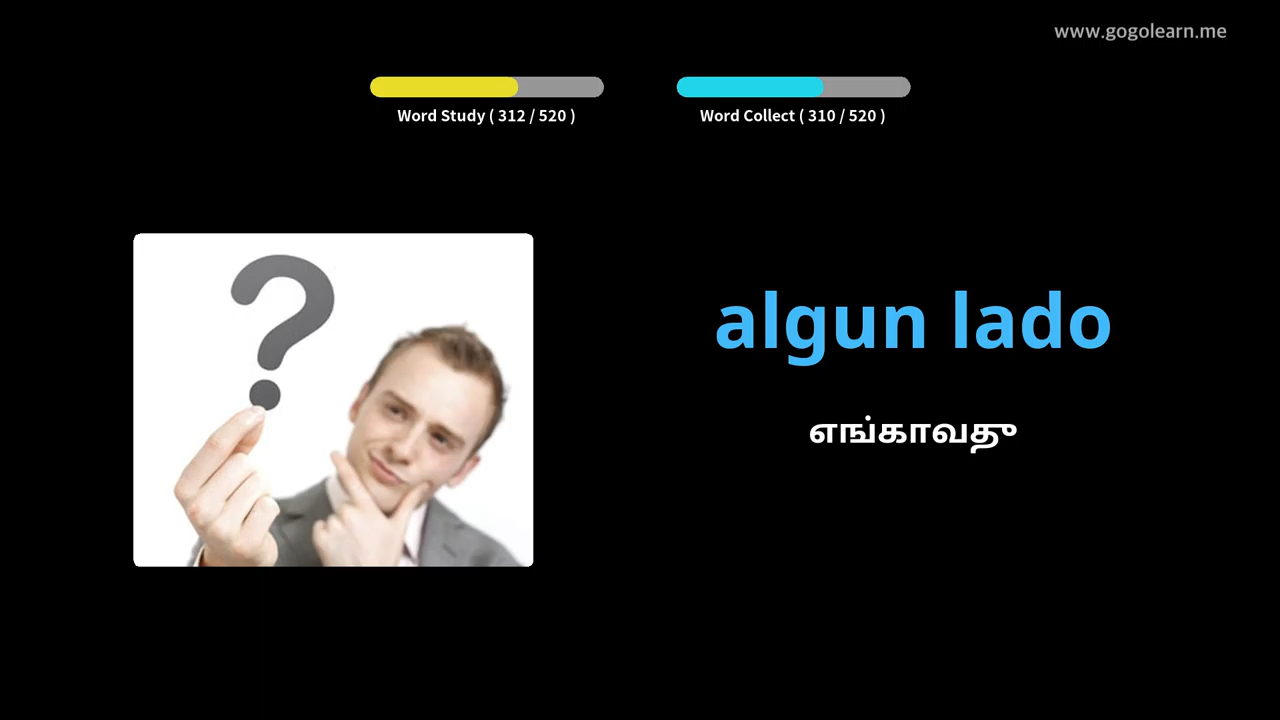 www.gogolearn.me
Word Study ( 312 / 520 )
Word Collect ( 310 / 520 )
?
algun lado
எங்காவது